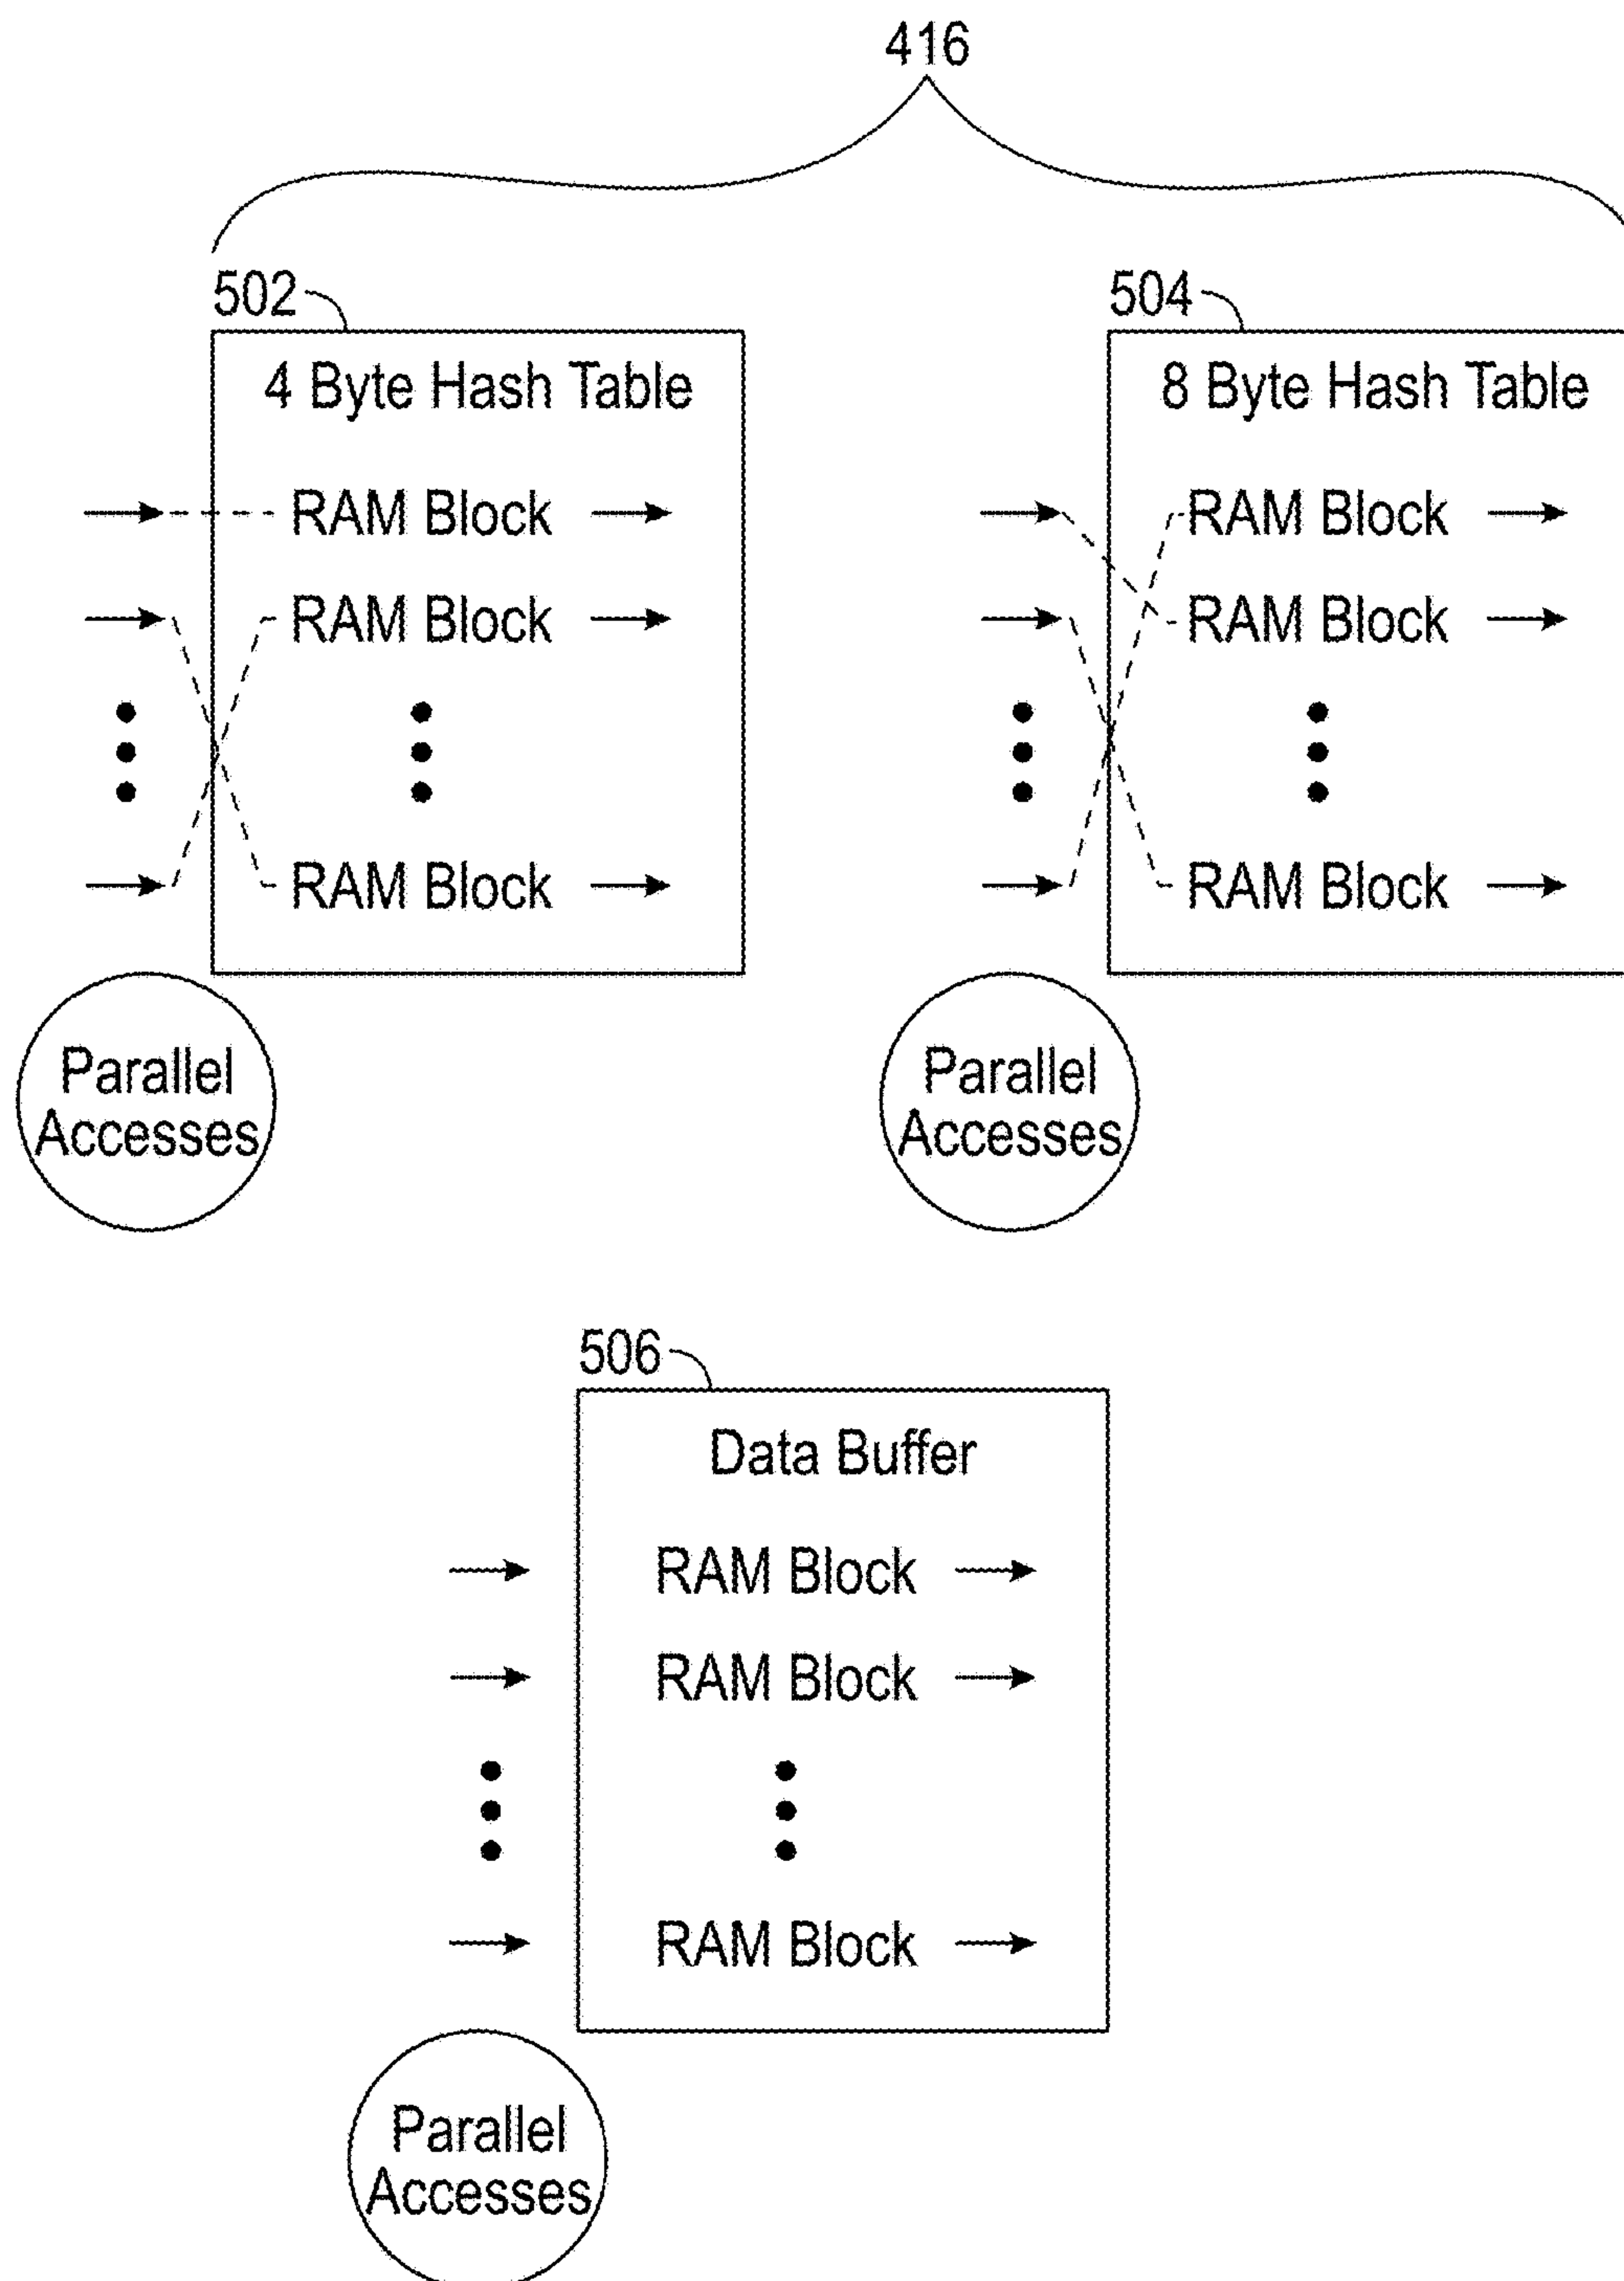 416
502
504
4 Byte Hash Table
8 Byte Hash Table
RAM Block
RAM Block
RAM Block
RAM Block
RAM Block
RAM Block
Parallel
Accesses
Parallel
Accesses
506
Data Buffer
RAM Block
RAM Block
RAM Block
Parallel
Accesses